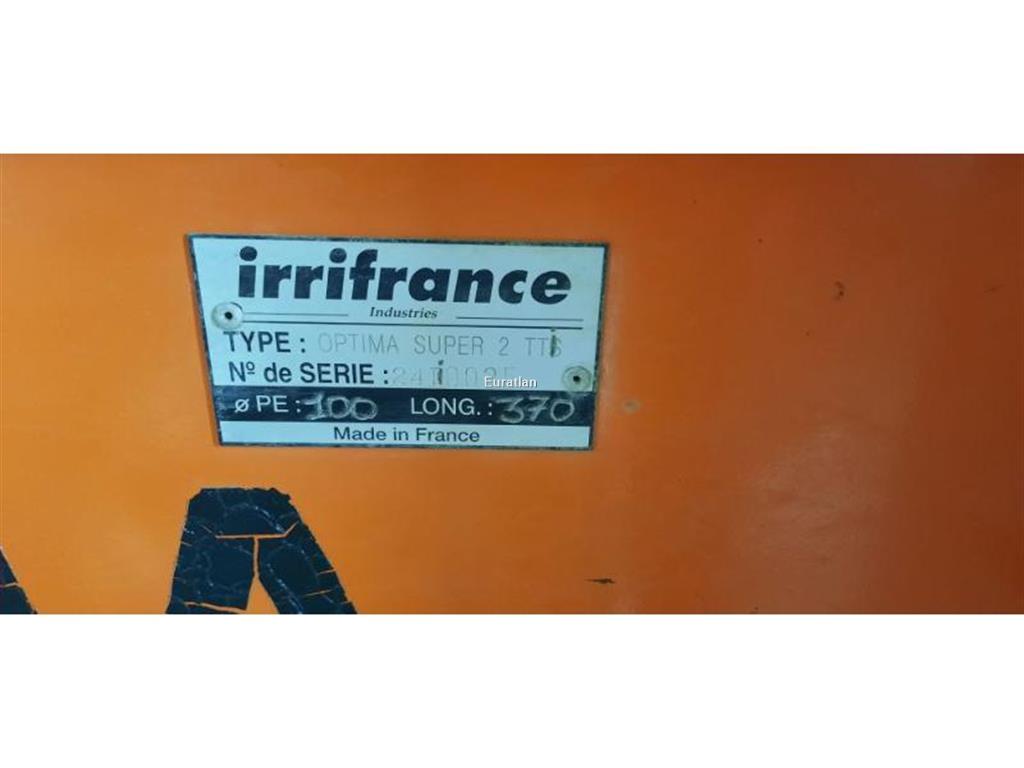 irrifrance
Industries
TYPE : OPTIMA SUPER 2
Nº de SERIE :
Euratlan
ø PE : 100 LONG. : 370
Made in France